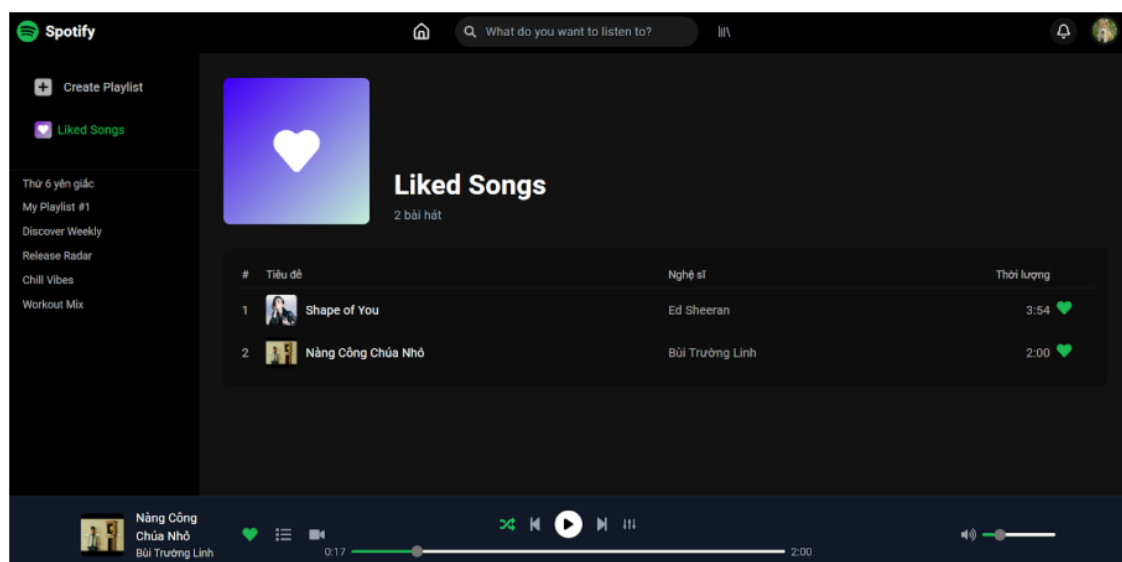 Spotify
What do you want to listen to?
Create Playlist
Liked Songs
Thứ 6 yên giấc
My Playlist #1
Discover Weekly
Release Radar
Chill Vibes
Workout Mix
Liked Songs
2 bài hát
# Tiêu đề Nghệ sĩ Thời lượng
1 Shape of You Ed Sheeran 3:54
2 Nàng Công Chúa Nhỏ Bùi Trường Linh 2:00
Nàng Công
Chúa Nhỏ
Bùi Trường Linh
0:17 2:00